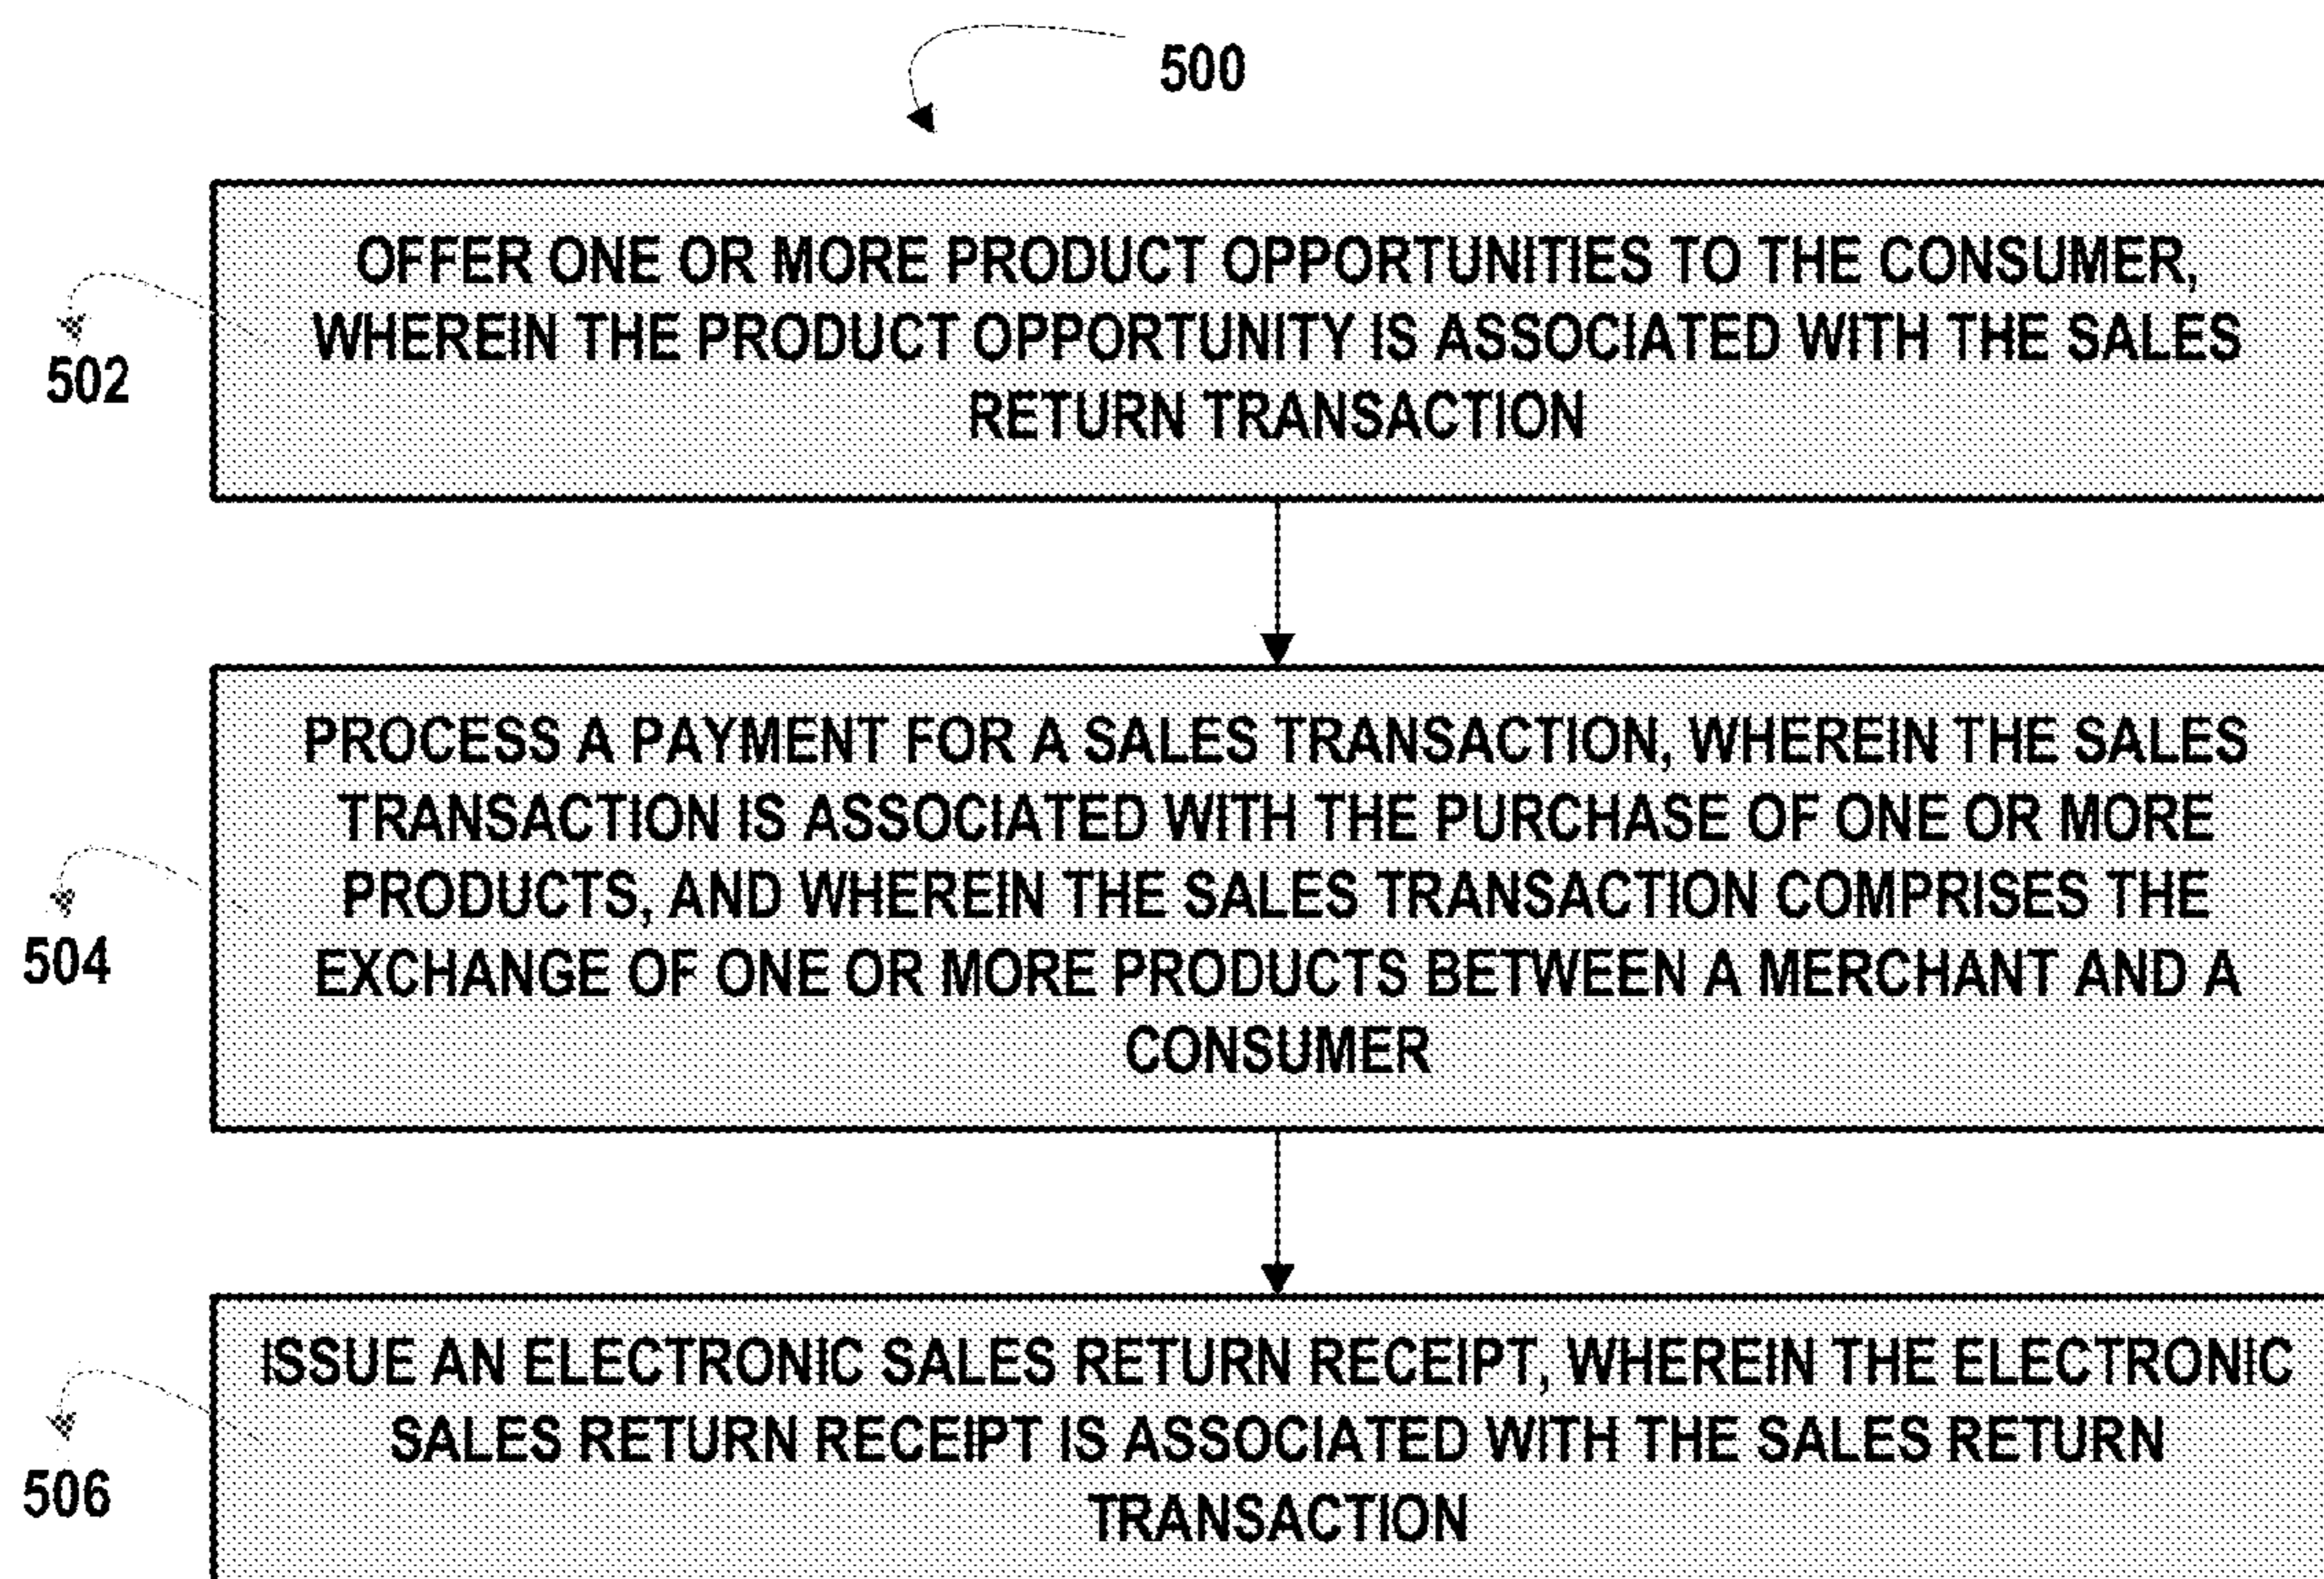 500
OFFER ONE OR MORE PRODUCT OPPORTUNITIES TO THE CONSUMER,
WHEREIN THE PRODUCT OPPORTUNITY IS ASSOCIATED WITH THE SALES
RETURN TRANSACTION
502
PROCESS A PAYMENT FOR A SALES TRANSACTION, WHEREIN THE SALES
TRANSACTION IS ASSOCIATED WITH THE PURCHASE OF ONE OR MORE
PRODUCTS, AND WHEREIN THE SALES TRANSACTION COMPRISES THE
EXCHANGE OF ONE OR MORE PRODUCTS BETWEEN A MERCHANT AND A
CONSUMER
504
ISSUE AN ELECTRONIC SALES RETURN RECEIPT, WHEREIN THE ELECTRONIC
SALES RETURN RECEIPT IS ASSOCIATED WITH THE SALES RETURN
TRANSACTION
506